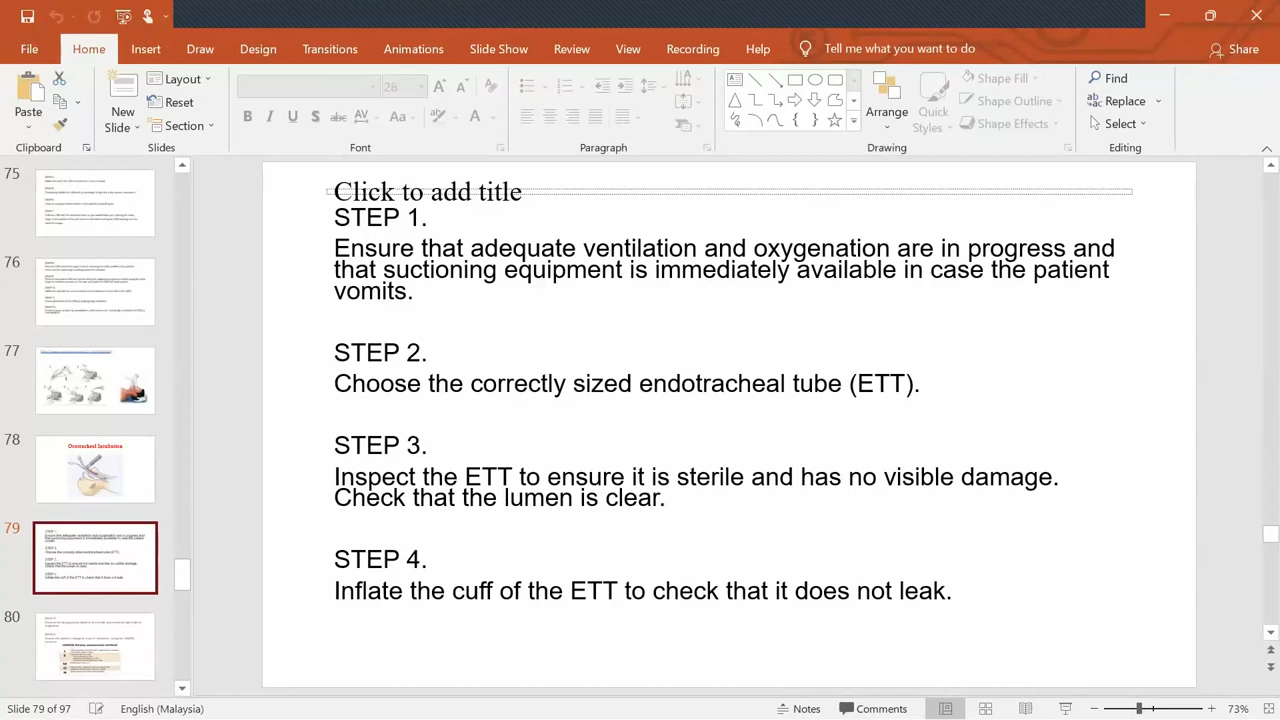 File Home Insert Draw Design Transitions Animations Slide Show Review View Recording Help Tell me what you want to do Share
Paste
New
Slide
Layout
Reset
Section
28
Arrange
Quick
Styles
Shape Fill
Shape Outline
Shape Effects
Find
Replace
Select
Clipboard Slides Font Paragraph Drawing Editing
75
76
77
78
Orotracheal Intubation
79
80
Click to add title
STEP 1.
Ensure that adequate ventilation and oxygenation are in progress and
that suctioning equipment is immediately available in case the patient
vomits.
STEP 2.
Choose the correctly sized endotracheal tube (ETT).
STEP 3.
Inspect the ETT to ensure it is sterile and has no visible damage.
Check that the lumen is clear.
STEP 4.
Inflate the cuff of the ETT to check that it does not leak.
Slide 79 of 97 English (Malaysia) Notes Comments 73%